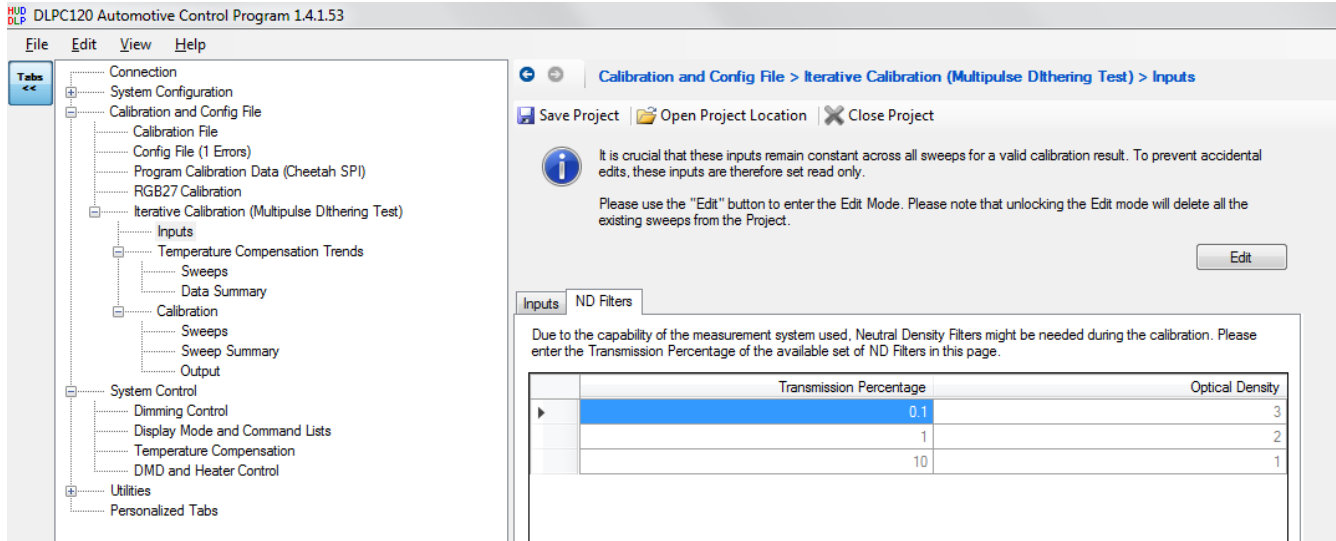 HUD DLP DLPC120 Automotive Control Program 1.4.1.53
File Edit View Help
Tabs <<
Connection
System Configuration
Calibration and Config File
Calibration File
Config File (1 Errors)
Program Calibration Data (Cheetah SPI)
RGB27 Calibration
Iterative Calibration (Multipulse DIthering Test)
Inputs
Temperature Compensation Trends
Sweeps
Data Summary
Calibration
Sweeps
Sweep Summary
Output
System Control
Dimming Control
Display Mode and Command Lists
Temperature Compensation
DMD and Heater Control
Utilities
Personalized Tabs
Calibration and Config File > Iterative Calibration (Multipulse DIthering Test) > Inputs
Save Project Open Project Location Close Project
It is crucial that these inputs remain constant across all sweeps for a valid calibration result. To prevent accidental
edits, these inputs are therefore set read only.
Please use the "Edit" button to enter the Edit Mode. Please note that unlocking the Edit mode will delete all the
existing sweeps from the Project.
Edit
Inputs ND Filters
Due to the capability of the measurement system used, Neutral Density Filters might be needed during the calibration. Please
enter the Transmission Percentage of the available set of ND Filters in this page.
Transmission Percentage Optical Density
0.1 3
1 2
10 1